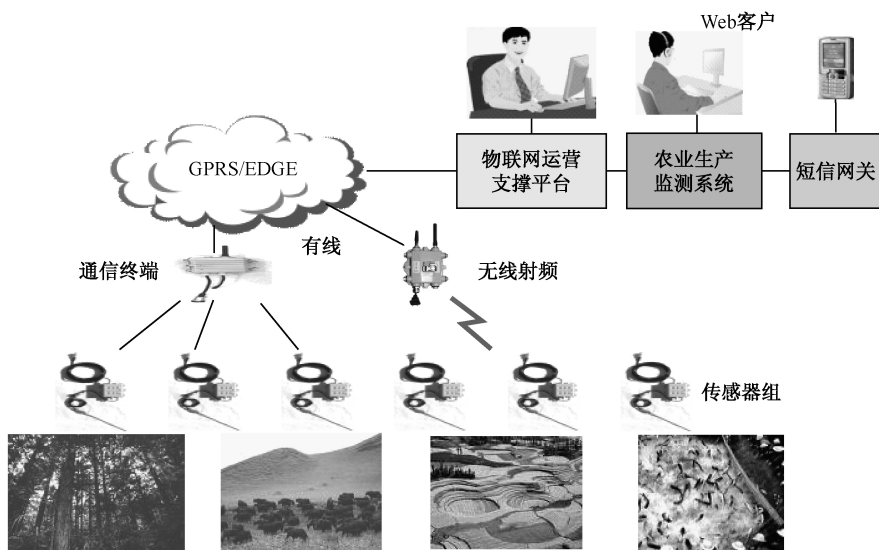 Web客户
GPRS/EDGE
物联网运营
支撑平台
农业生产
监测系统
短信网关
有线
通信终端
无线射频
传感器组